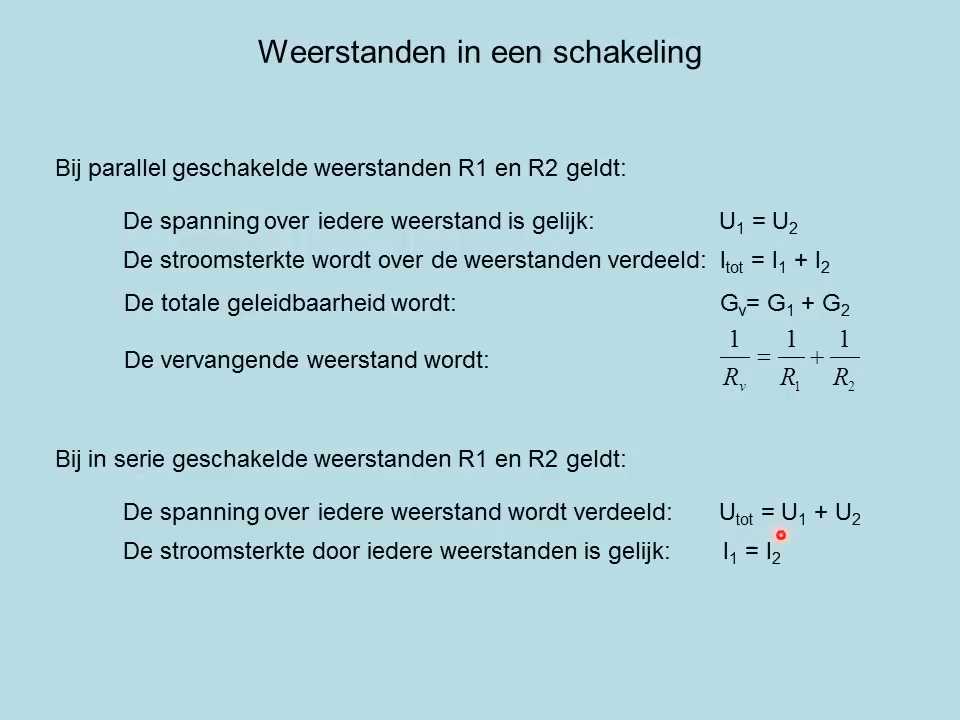 Weerstanden in een schakeling
Bij parallel geschakelde weerstanden R1 en R2 geldt:
De spanning over iedere weerstand is gelijk: U₁ = U₂
De stroomsterkte wordt over de weerstanden verdeeld: Iₜₒₜ = I₁ + I₂
De totale geleidbaarheid wordt: Gᵥ= G₁ + G₂
De vervangende weerstand wordt: 1/Rᵥ = 1/R₁ + 1/R₂
Bij in serie geschakelde weerstanden R1 en R2 geldt:
De spanning over iedere weerstand wordt verdeeld: Uₜₒₜ = U₁ + U₂
De stroomsterkte door iedere weerstanden is gelijk: I₁ = I₂